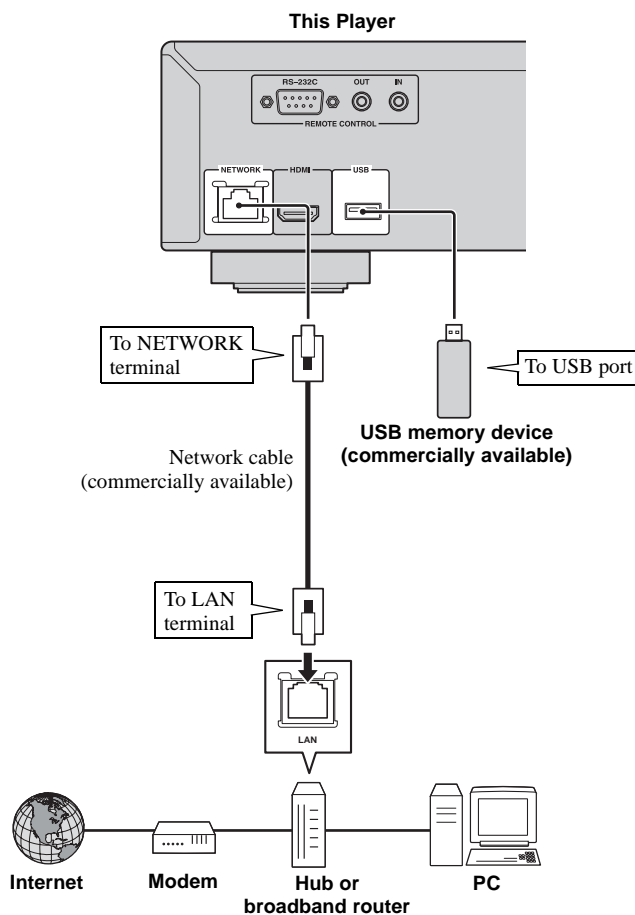 This Player
RS–232C
OUT
IN
REMOTE CONTROL
NETWORK
HDMI
USB
To NETWORK
terminal
To USB port
USB memory device
(commercially available)
Network cable
(commercially available)
To LAN
terminal
LAN
Internet
Modem
Hub or
broadband router
PC